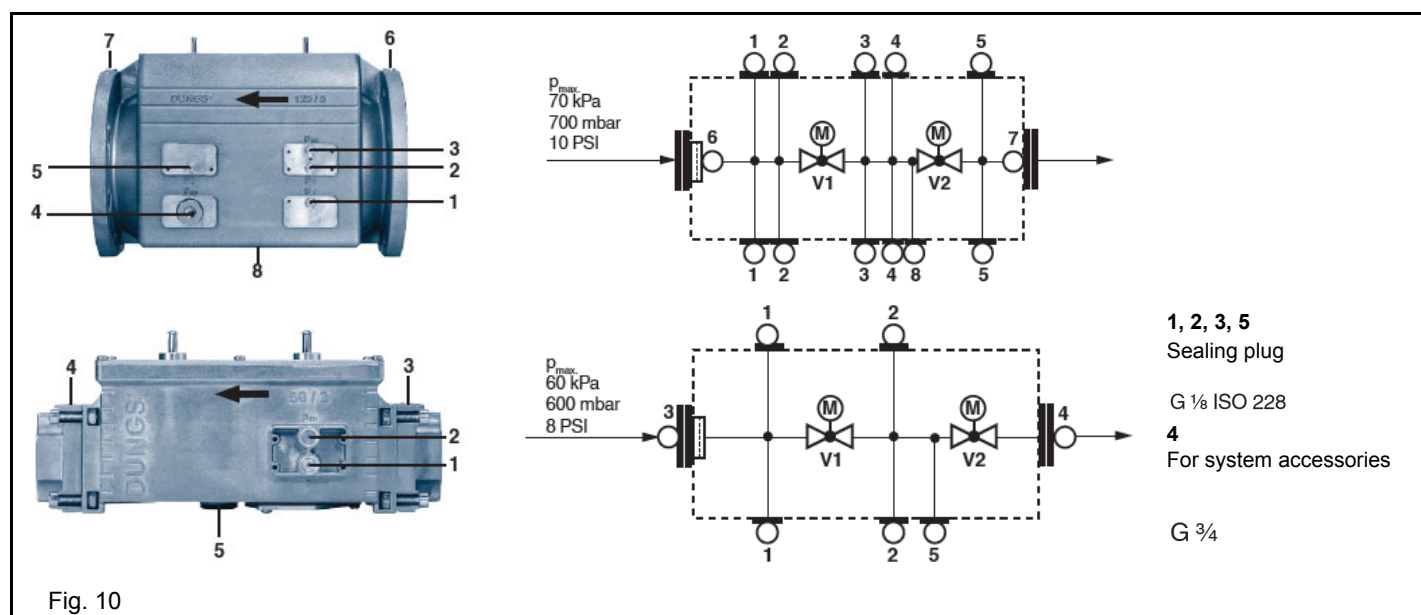 7
6
DUNGS
125 / 5
5
3
2
4
1
8
1 2 3 4 5
pmax.
70 kPa
700 mbar
10 PSI
6
M
M
7
V1
V2
1 2 3 4 8 5
4
3
DUNGS
50 / 2
2
1
5
1 2
pmax.
60 kPa
600 mbar
8 PSI
3
M
M
4
V1
V2
1 2 5
1, 2, 3, 5
Sealing plug
G 1⁄8 ISO 228
4
For system accessories
G 3⁄4
Fig. 10